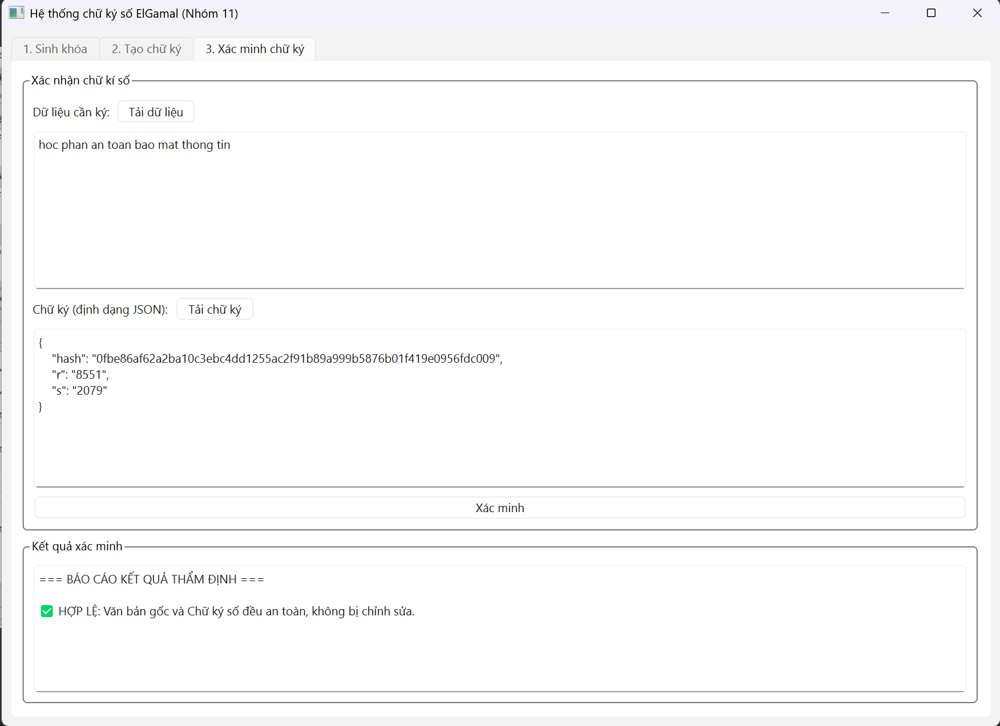 Hệ thống chữ ký số ElGamal (Nhóm 11)
1. Sinh khóa
2. Tạo chữ ký
3. Xác minh chữ ký
Xác nhận chữ kí số
Dữ liệu cần ký:
Tải dữ liệu
hoc phan an toan bao mat thong tin
Chữ ký (định dạng JSON):
Tải chữ ký
{
"hash": "0fbe86af62a2ba10c3ebc4dd1255ac2f91b89a999b5876b01f419e0956fdc009",
"r": "8551",
"s": "2079"
}
Xác minh
Kết quả xác minh
=== BÁO CÁO KẾT QUẢ THẨM ĐỊNH ===
✅ HỢP LỆ: Văn bản gốc và Chữ ký số đều an toàn, không bị chỉnh sửa.